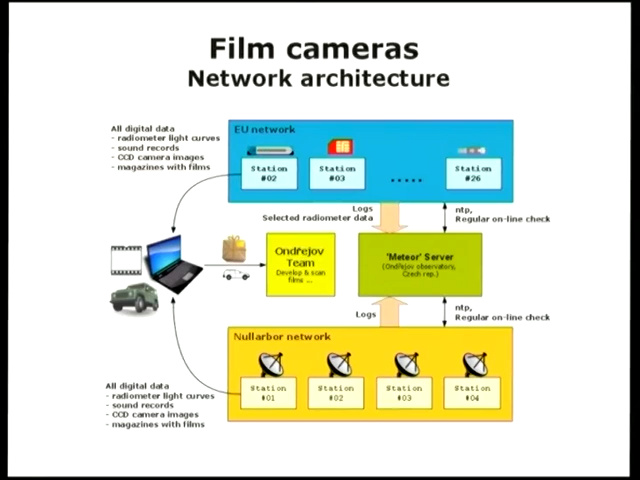 Film cameras
Network architecture
All digital data
- radiometer light curves
- sound records
- CCD camera images
- magazines with films
EU network
Station
#02
Station
#03
.....
Station
#26
Logs
Selected radiometer data
ntp,
Regular on-line check
Ondřejov
Team
Develop & scan
films ...
'Meteor' Server
(Ondřejov observatory,
Czech rep.)
Logs
ntp,
Regular on-line check
Nullarbor network
Station
#01
Station
#02
Station
#03
Station
#04
All digital data
- radiometer light curves
- sound records
- CCD camera images
- magazines with films